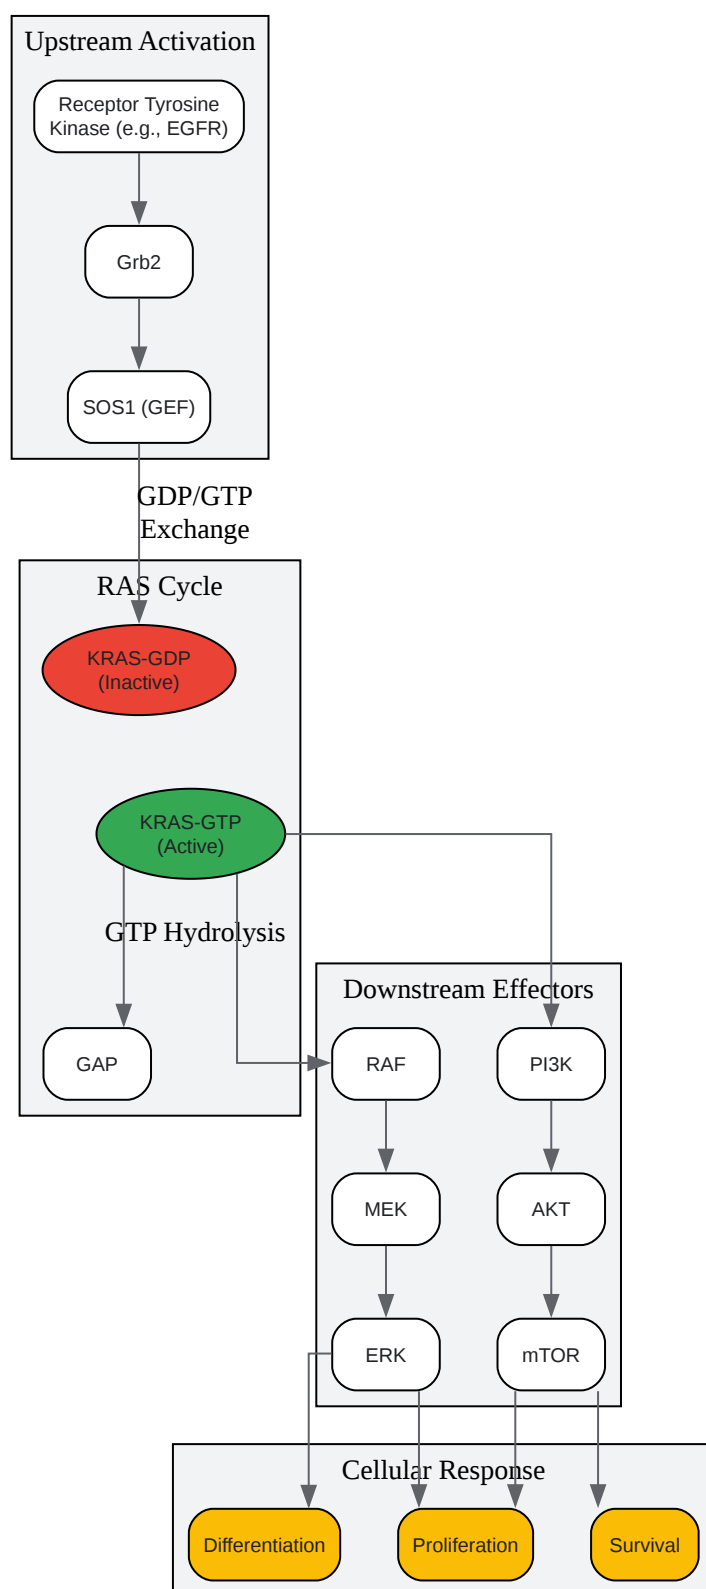 Upstream Activation
Receptor Tyrosine
Kinase (e.g., EGFR)
Grb2
SOS1 (GEF)
GDP/GTP
Exchange
RAS Cycle
KRAS-GDP
(Inactive)
KRAS-GTP
(Active)
GTP Hydrolysis
GAP
Downstream Effectors
RAF
PI3K
MEK
AKT
ERK
mTOR
Cellular Response
Differentiation
Proliferation
Survival